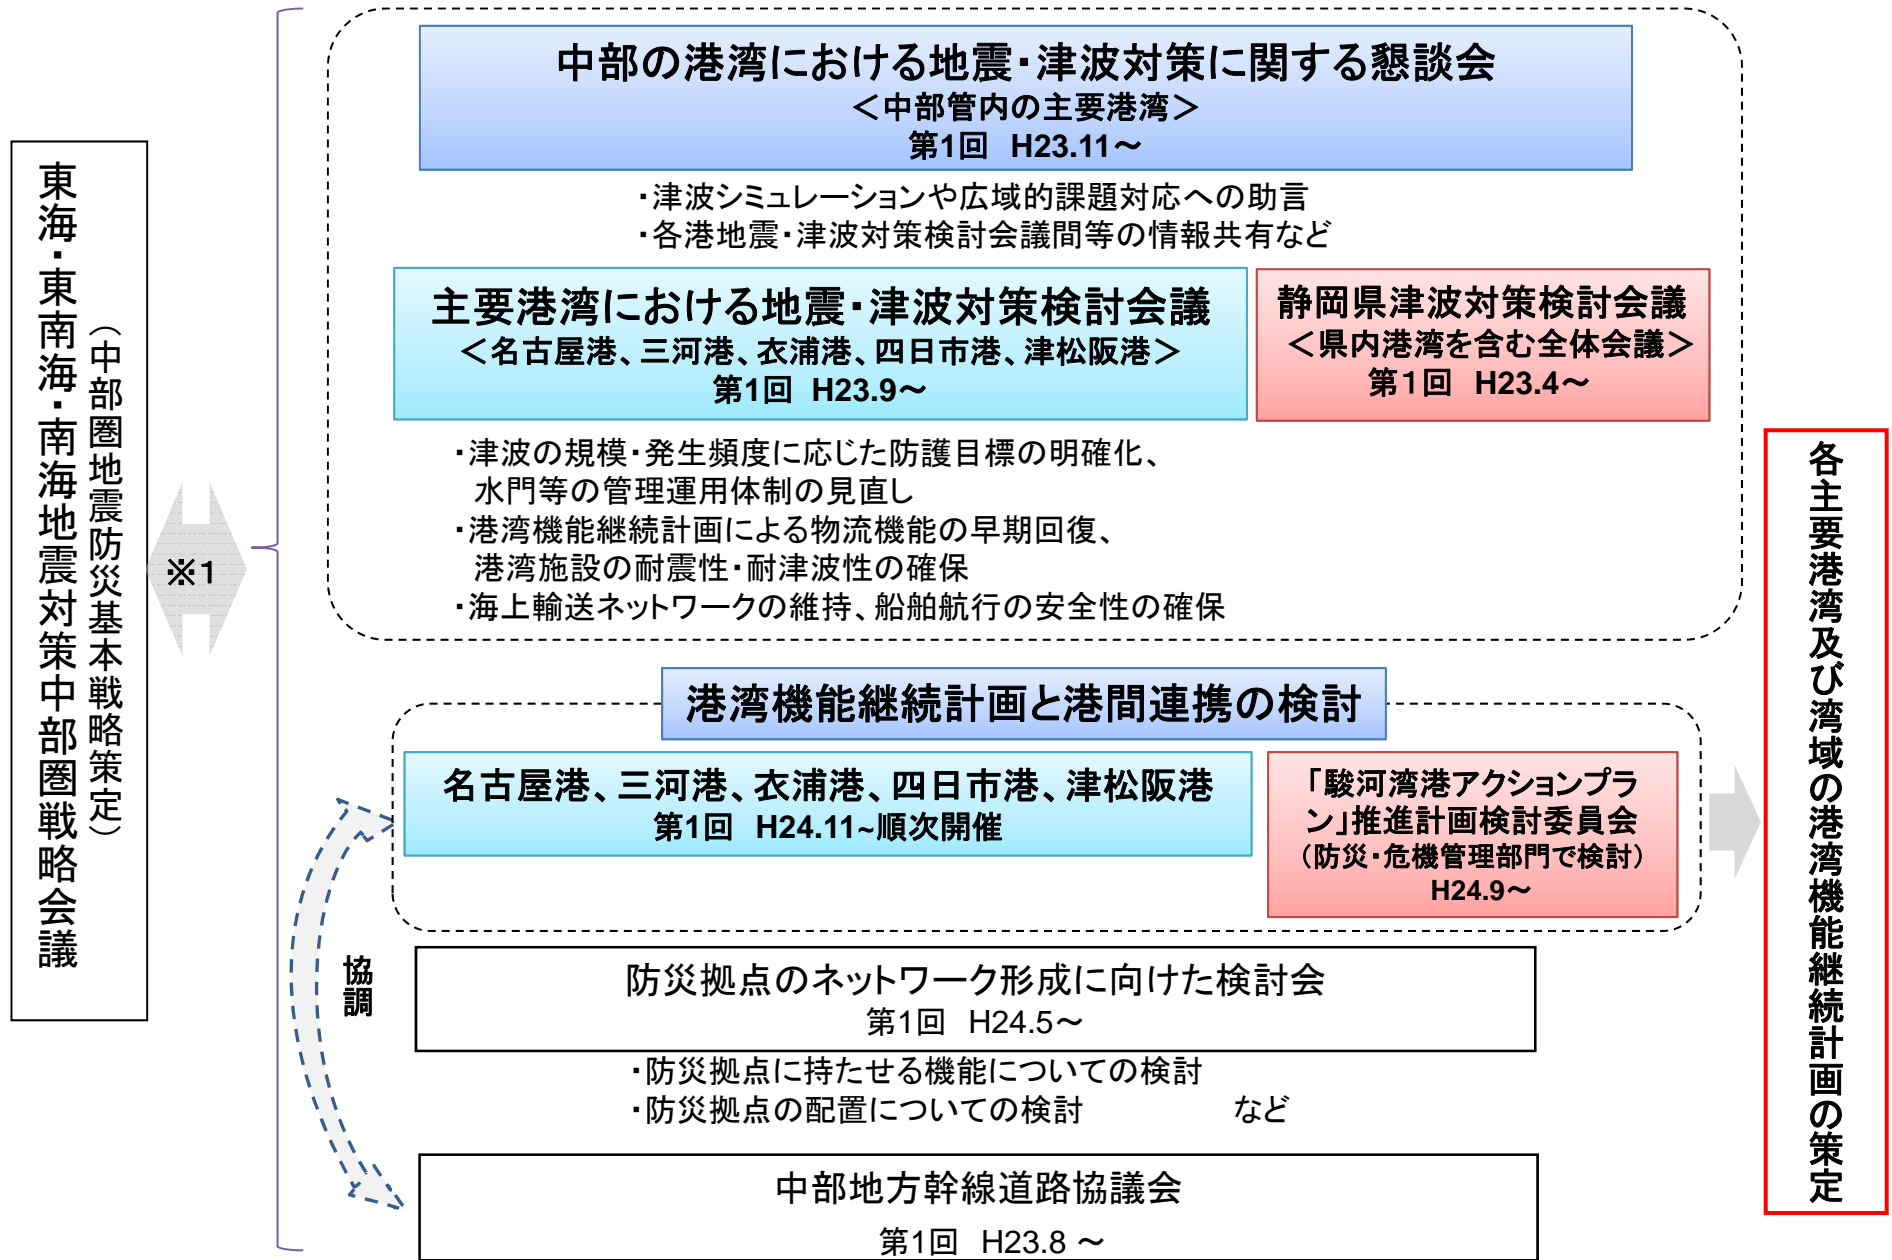 東海・東南海・南海地震対策中部圏戦略会議
（中部圏地震防災基本戦略策定）
※1
中部の港湾における地震・津波対策に関する懇談会
＜中部管内の主要港湾＞
第1回　H23.11～
・津波シミュレーションや広域的課題対応への助言
・各港地震・津波対策検討会議間等の情報共有など
主要港湾における地震・津波対策検討会議
＜名古屋港、三河港、衣浦港、四日市港、津松阪港＞
第1回　H23.9～
静岡県津波対策検討会議
＜県内港湾を含む全体会議＞
第１回　H23.4～
・津波の規模・発生頻度に応じた防護目標の明確化、
水門等の管理運用体制の見直し
・港湾機能継続計画による物流機能の早期回復、
港湾施設の耐震性・耐津波性の確保
・海上輸送ネットワークの維持、船舶航行の安全性の確保
港湾機能継続計画と港間連携の検討
名古屋港、三河港、衣浦港、四日市港、津松阪港
第1回　H24.11~順次開催
「駿河湾港アクションプラ
ン」推進計画検討委員会
（防災・危機管理部門で検討）
H24.9～
協調
防災拠点のネットワーク形成に向けた検討会
第1回　H24.5～
・防災拠点に持たせる機能についての検討
・防災拠点の配置についての検討　　　　など
中部地方幹線道路協議会
第1回　H23.8 ～
各主要港湾及び湾域の港湾機能継続計画の策定